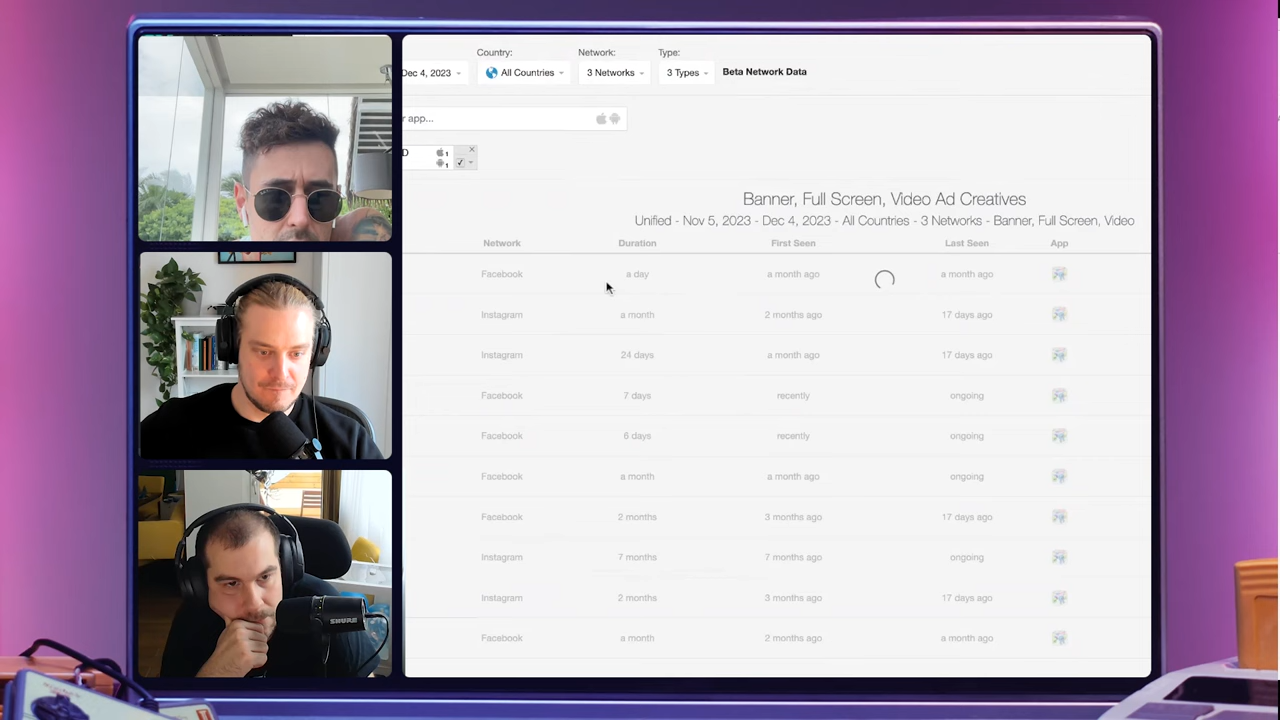 Country: Network: Type:
Dec 4, 2023 All Countries 3 Networks 3 Types Beta Network Data
r app...
D 1
1
Banner, Full Screen, Video Ad Creatives
Unified - Nov 5, 2023 - Dec 4, 2023 - All Countries - 3 Networks - Banner, Full Screen, Video
Network Duration First Seen Last Seen App
Facebook a day a month ago a month ago
Instagram a month 2 months ago 17 days ago
Instagram 24 days a month ago 17 days ago
Facebook 7 days recently ongoing
Facebook 6 days recently ongoing
Facebook a month a month ago ongoing
Facebook 2 months 3 months ago 17 days ago
Instagram 7 months 7 months ago ongoing
Instagram 2 months 3 months ago 17 days ago
Facebook a month 2 months ago a month ago
SHURE